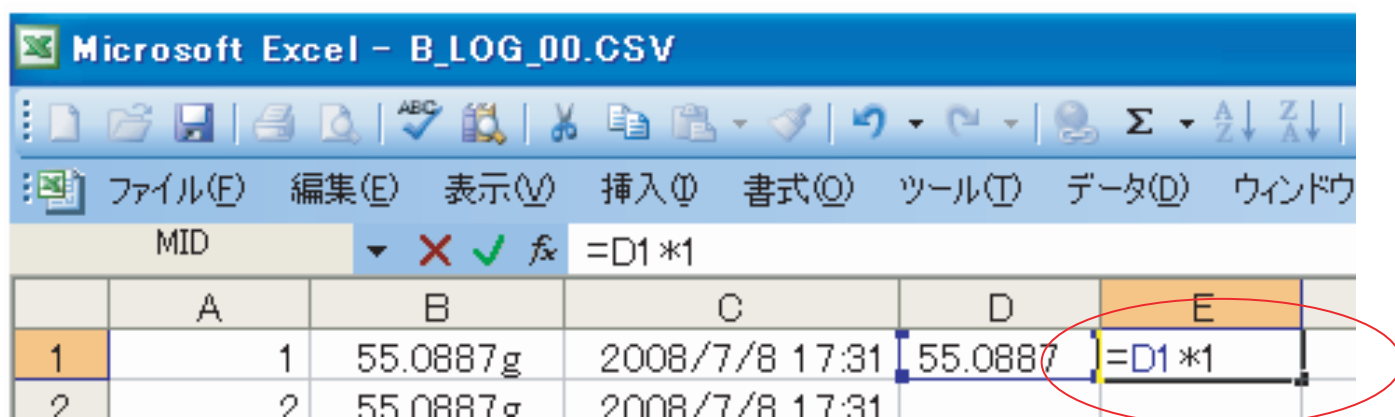 Microsoft Excel - B_LOG_00.CSV
ABC Σ A Z Z A
ファイル(F) 編集(E) 表示(V) 挿入(I) 書式(O) ツール(T) データ(D) ウィンドウ
MID fx =D1*1
A B C D E
1 1 55.0887g 2008/7/8 17:31 55.0887 =D1*1
2 2 55.0887g 2008/7/8 17:31